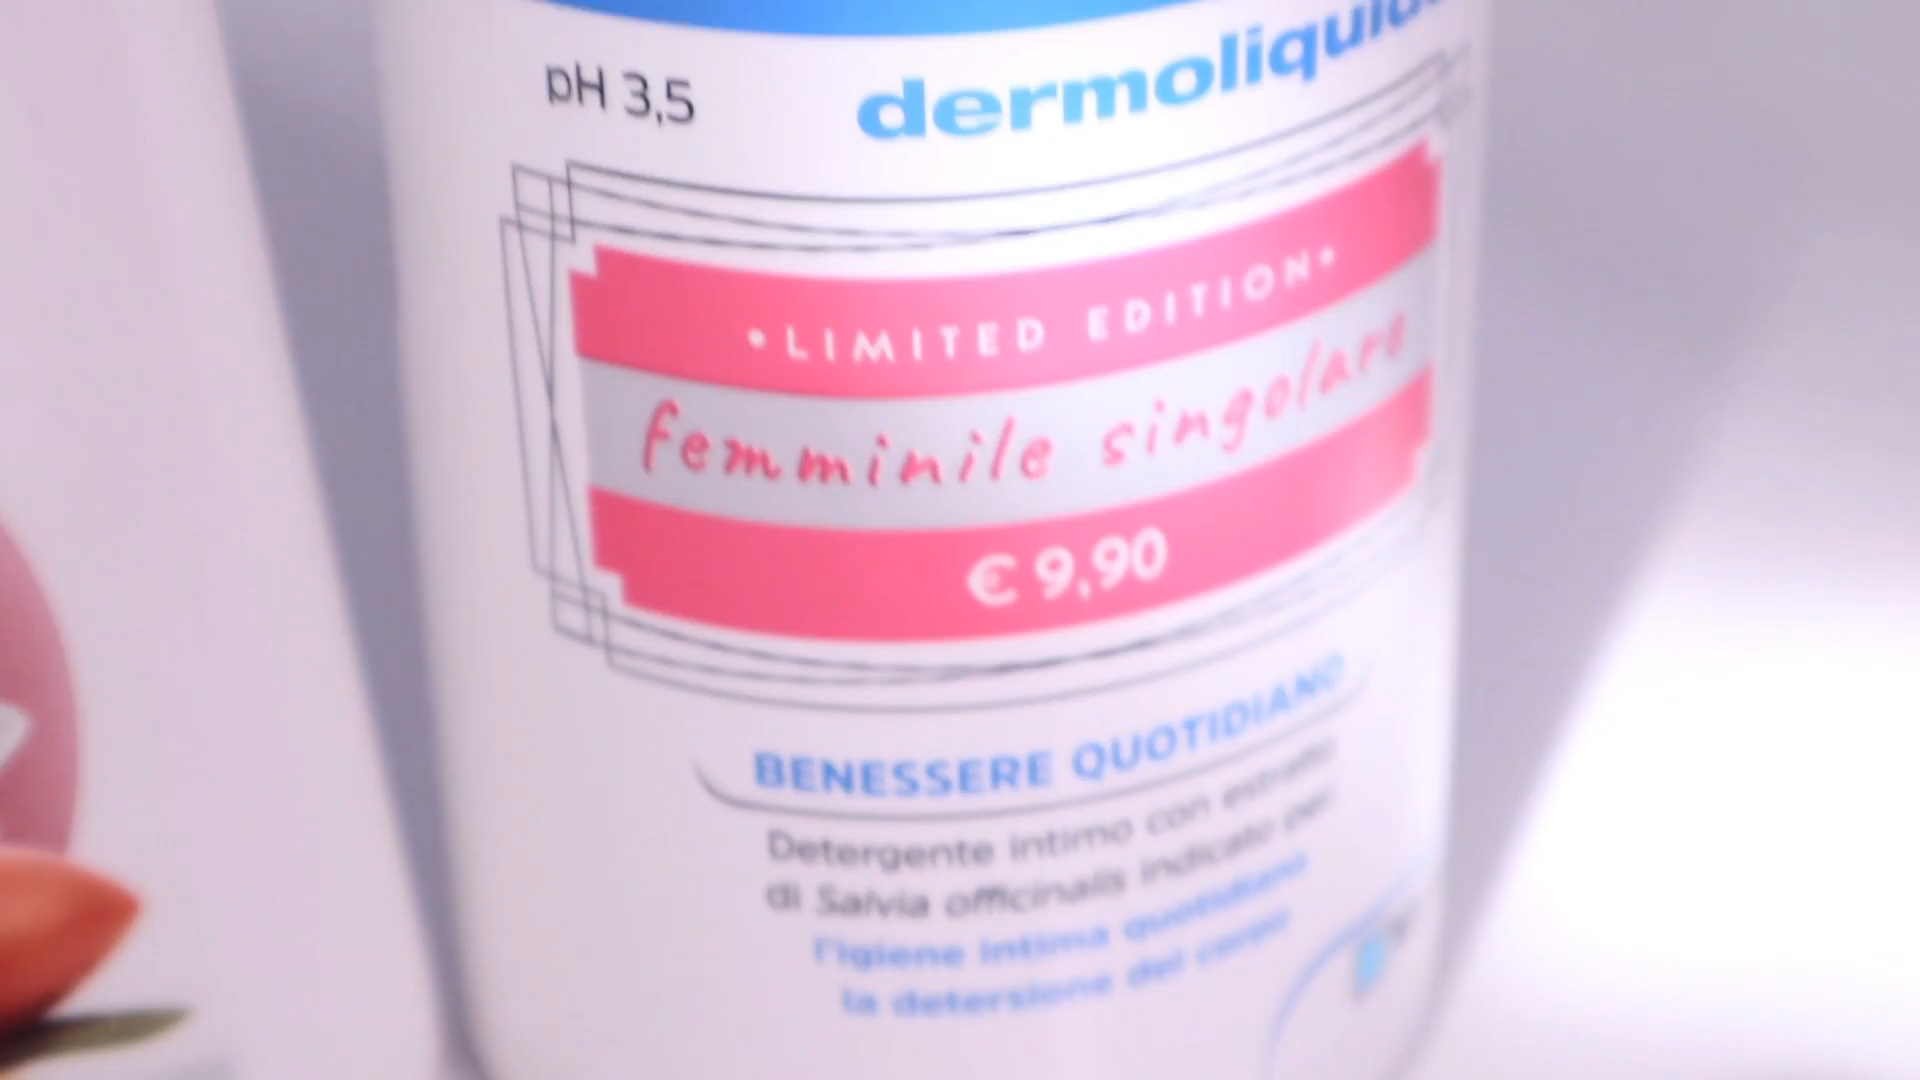 pH 3,5
dermoliquido
•LIMITED EDITION•
femminile singolare
€ 9,90
BENESSERE QUOTIDIANO
Detergente intimo con estratto
di Salvia officinalis indicato per
l'igiene intima quotidiana
la detersione del corpo